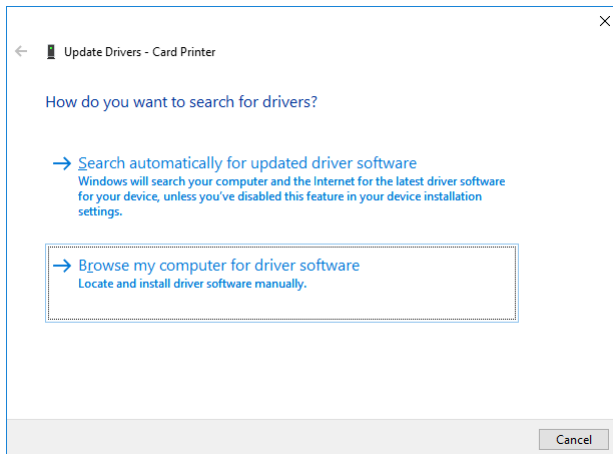 Update Drivers - Card Printer
How do you want to search for drivers?
Search automatically for updated driver software
Windows will search your computer and the Internet for the latest driver software
for your device, unless you've disabled this feature in your device installation
settings.
Browse my computer for driver software
Locate and install driver software manually.
Cancel